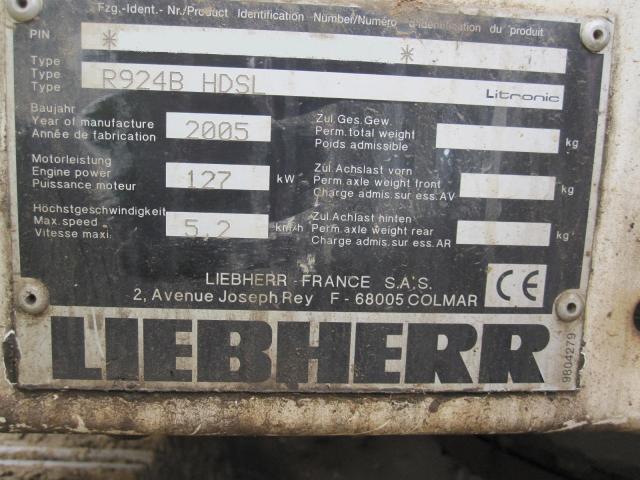 Fzg.-Ident.- Nr./Product Identification Number/Numéro d'identification du produit
PIN * *
Type
Type R924B HDSL Litronic
Type
Baujahr
Year of manufacture 2005
Année de fabrication
Zul.Ges.Gew.
Perm.total weight kg
Poids admissible
Motorleistung
Engine power 127 kW
Puissance moteur
Zul.Achslast vorn
Perm.axle weight front kg
Charge admis.sur ess.AV
Höchstgeschwindigkeit
Max.speed 5.2 km/h
Vitesse maxi.
Zul.Achlast hinten
Perm.axle weight rear kg
Charge admis.sur ess.AR
LIEBHERR - FRANCE S.A.S.
2, Avenue Joseph Rey F - 68005 COLMAR
CE
LIEBHERR
9804279